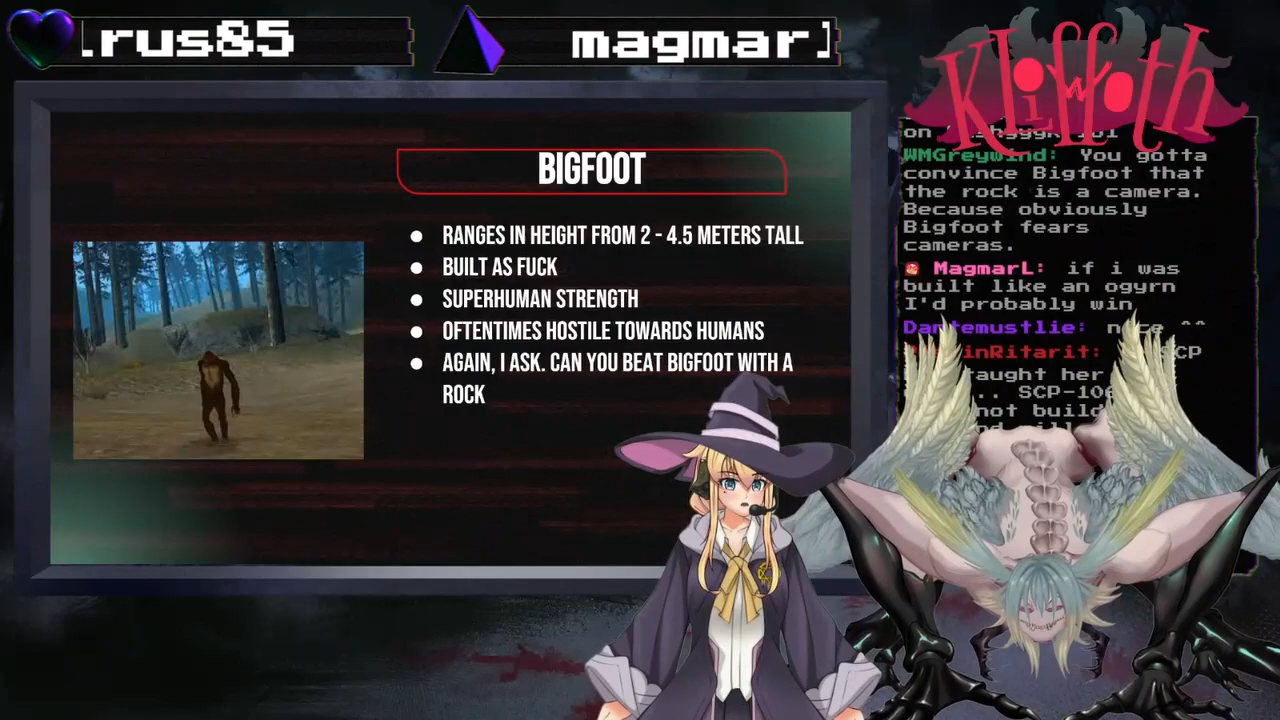 .rus85
magmar]
Kliffoth
BIGFOOT
RANGES IN HEIGHT FROM 2 - 4.5 METERS TALL
BUILT AS FUCK
SUPERHUMAN STRENGTH
OFTENTIMES HOSTILE TOWARDS HUMANS
AGAIN, I ASK. CAN YOU BEAT BIGFOOT WITH A
ROCK
on
WMGreywind: You gotta
convince Bigfoot that
the rock is a camera.
Because obviously
Bigfoot fears
cameras.
MagmarL: if i was
built like an ogyrn
I'd probably win
Dantemustlie:
inRitarit:
aught her
SCP-106
not build